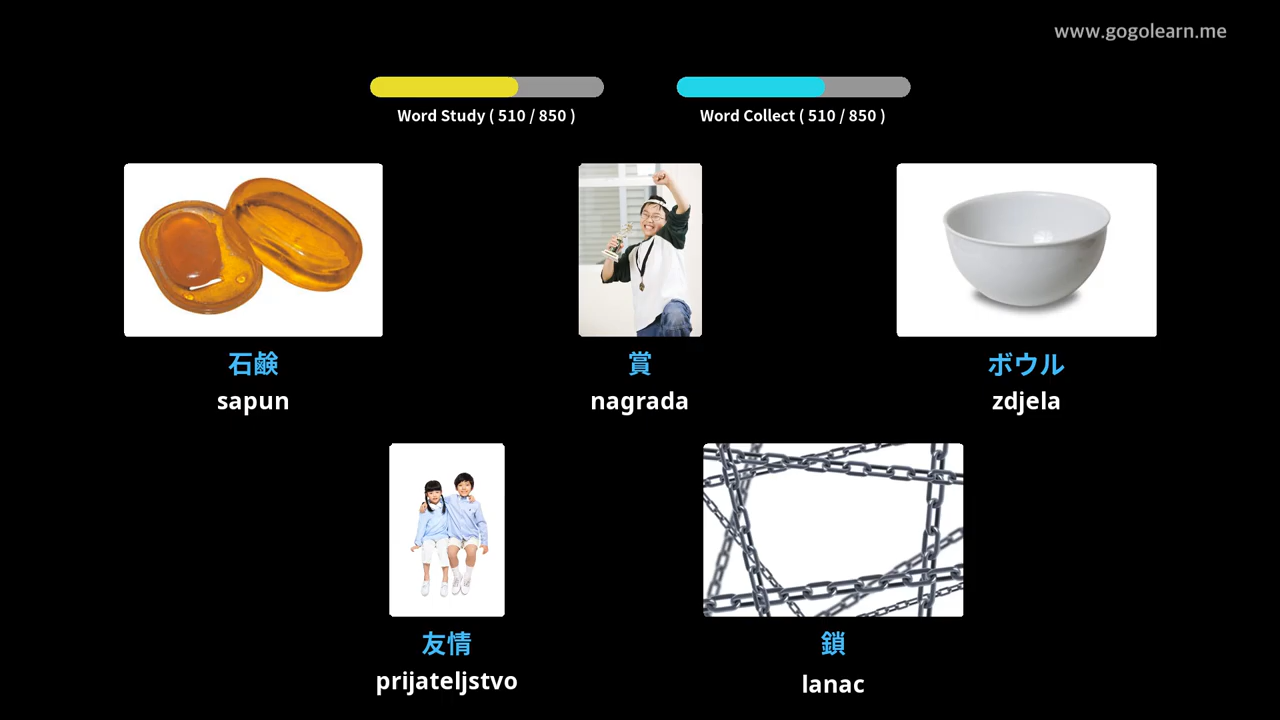 www.gogolearn.me
Word Study ( 510 / 850 )
Word Collect ( 510 / 850 )
石鹸
sapun
賞
nagrada
ボウル
zdjela
友情
prijateljstvo
鎖
lanac